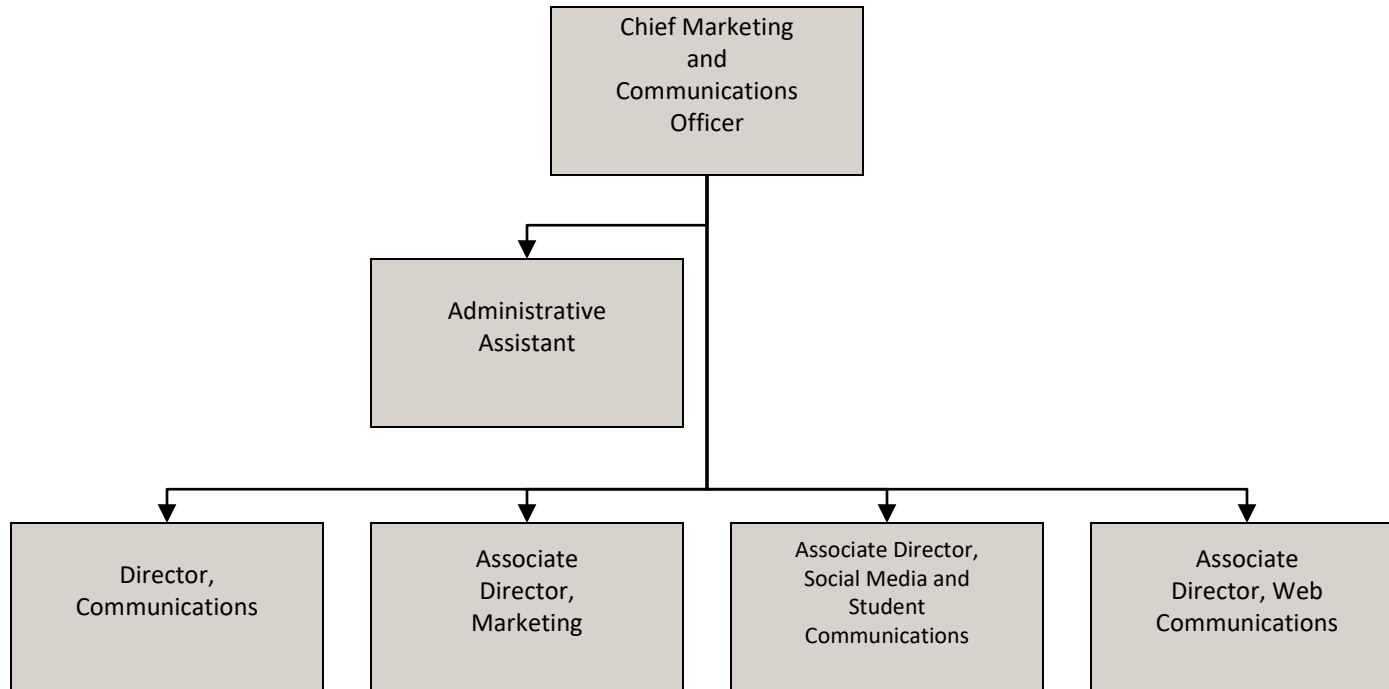 Chief Marketing
and
Communications
Officer
Administrative
Assistant
Director,
Communications
Associate
Director,
Marketing
Associate Director,
Social Media and
Student
Communications
Associate
Director, Web
Communications